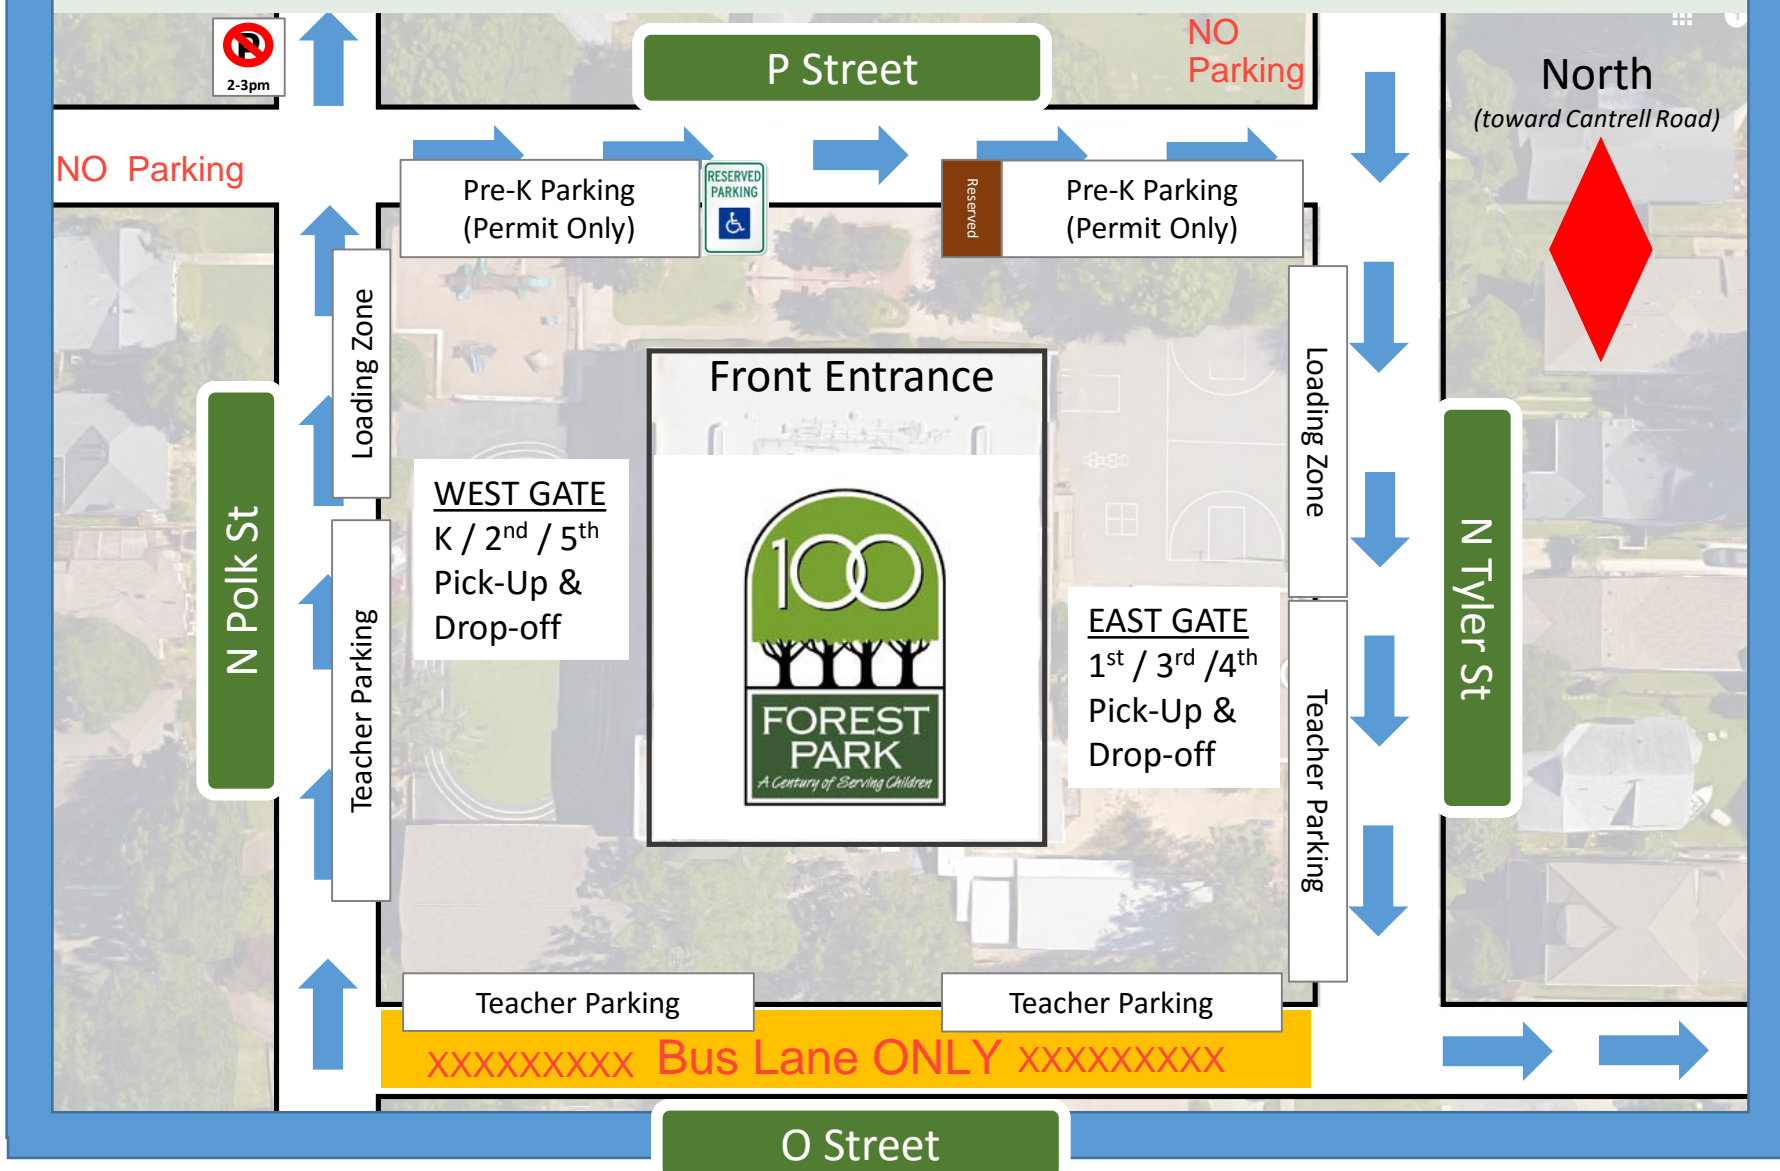 P
2-3pm
P Street
NO
Parking
North
(toward Cantrell Road)
NO Parking
Pre-K Parking
(Permit Only)
RESERVED
PARKING
Reserved
Pre-K Parking
(Permit Only)
Loading Zone
Front Entrance
Loading Zone
N Polk St
WEST GATE
K / 2nd / 5th
Pick-Up &
Drop-off
100
FOREST
PARK
A Century of Serving Children
EAST GATE
1st / 3rd /4th
Pick-Up &
Drop-off
N Tyler St
Teacher Parking
Teacher Parking
Teacher Parking
Teacher Parking
XXXXXXXXX Bus Lane ONLY XXXXXXXXX
O Street